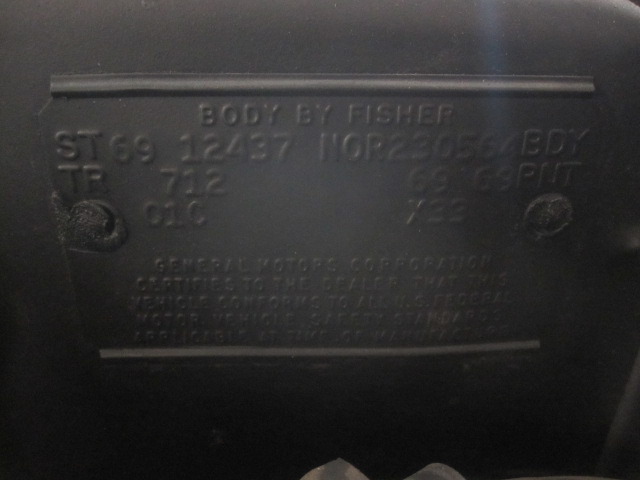 BODY BY FISHER
ST 69 12437 NOR230564 BDY
TR 712 69 69 PNT
01C X33
GENERAL MOTORS CORPORATION
CERTIFIES TO THE DEALER THAT THIS
VEHICLE CONFORMS TO ALL U.S. FEDERAL
MOTOR VEHICLE SAFETY STANDARDS
APPLICABLE AT TIME OF MANUFACTURE